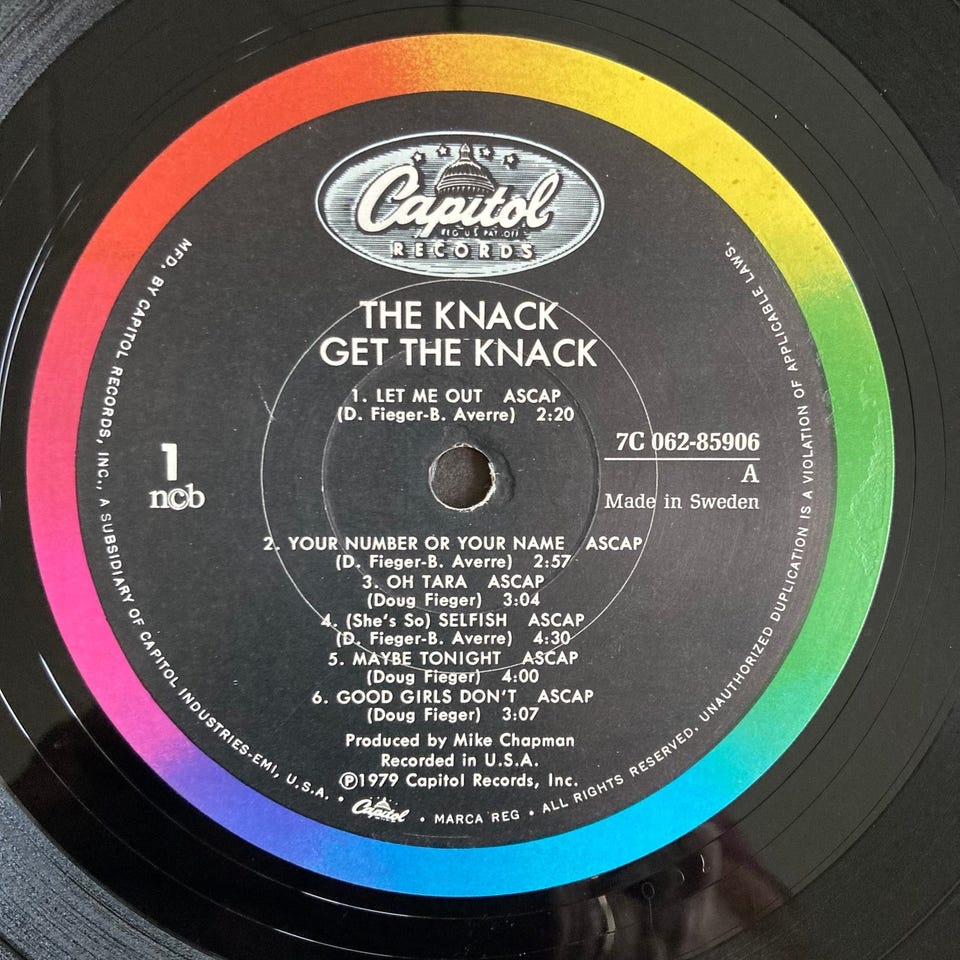 Capitol
REG. U.S. PAT. OFF.
RECORDS
THE KNACK
GET THE KNACK
1. LET ME OUT ASCAP
(D. Fieger-B. Averre) 2:20
1
n©b
7C 062-85906
A
Made in Sweden
2. YOUR NUMBER OR YOUR NAME ASCAP
(D. Fieger-B. Averre) 2:57
3. OH TARA ASCAP
(Doug Fieger) 3:04
4. (She's So) SELFISH ASCAP
(D. Fieger-B. Averre) 4:30
5. MAYBE TONIGHT ASCAP
(Doug Fieger) 4:00
6. GOOD GIRLS DON'T ASCAP
(Doug Fieger) 3:07
Produced by Mike Chapman
Recorded in U.S.A.
℗1979 Capitol Records, Inc.
MFD. BY CAPITOL RECORDS, INC., A SUBSIDIARY OF CAPITOL INDUSTRIES-EMI, U.S.A. • Capitol • MARCA REG • ALL RIGHTS RESERVED. UNAUTHORIZED DUPLICATION IS A VIOLATION OF APPLICABLE LAWS.